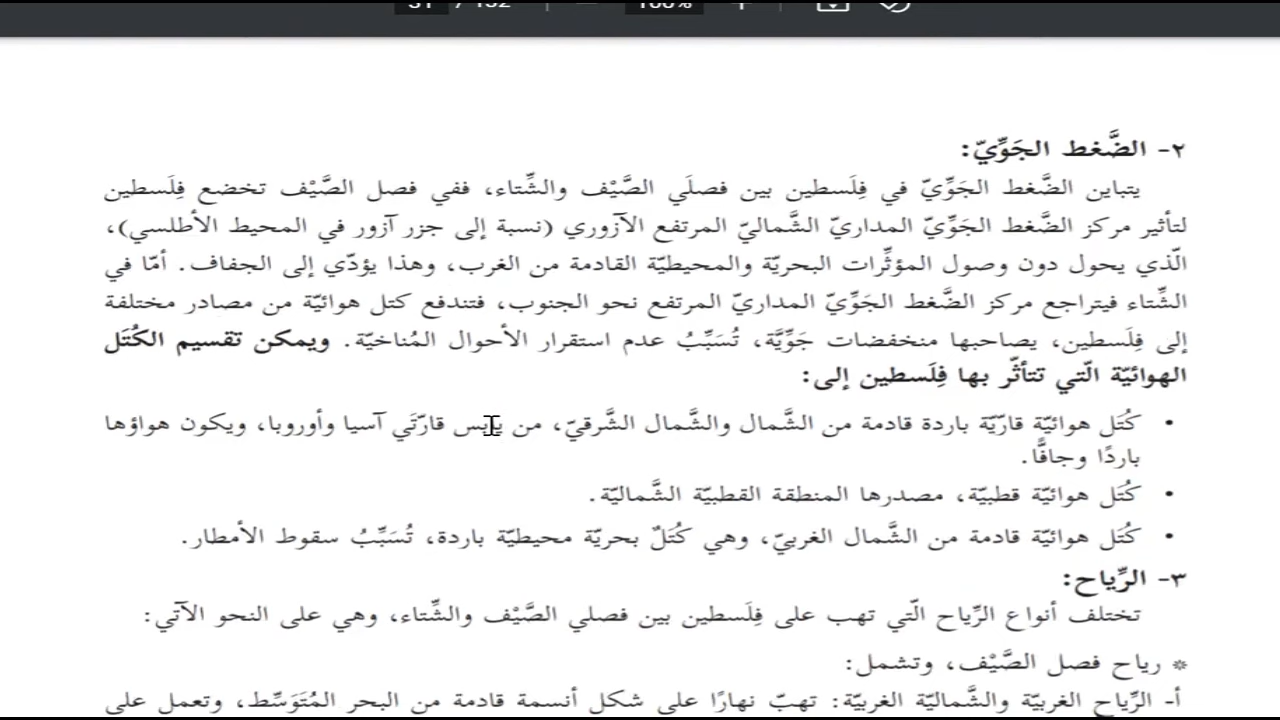 100%
٢- الضَّغط الجَوِّيّ:
يتباين الضَّغط الجَوِّيّ في فِلَسطين بين فصلَي الصَّيْف والشِّتاء، ففي فصل الصَّيْف تخضع فِلَسطين
لتأثير مركز الضَّغط الجَوِّيّ المداريّ الشَّماليّ المرتفع الآزوري (نسبة إلى جزر آزور في المحيط الأطلسي)،
الّذي يحول دون وصول المؤثِّرات البحريّة والمحيطيّة القادمة من الغرب، وهذا يؤدّي إلى الجفاف. أمّا في
الشِّتاء فيتراجع مركز الضَّغط الجَوِّيّ المداريّ المرتفع نحو الجنوب، فتندفع كتل هوائيّة من مصادر مختلفة
إلى فِلَسطين، يصاحبها منخفضات جَوِّيَّة، تُسَبِّبُ عدم استقرار الأحوال المُناخيّة. ويمكن تقسيم الكُتَل
الهوائيّة الّتي تتأثّر بها فِلَسطين إلى:
• كُتَل هوائيّة قارّيّة باردة قادمة من الشَّمال والشَّمال الشَّرقيّ، من يابس قارّتَي آسيا وأوروبا، ويكون هواؤها
باردًا وجافًّا.
• كُتَل هوائيّة قطبيّة، مصدرها المنطقة القطبيّة الشَّماليّة.
• كُتَل هوائيّة قادمة من الشَّمال الغربيّ، وهي كُتَلٌ بحريّة محيطيّة باردة، تُسَبِّبُ سقوط الأمطار.
٣- الرِّياح:
تختلف أنواع الرِّياح الّتي تهب على فِلَسطين بين فصلي الصَّيْف والشِّتاء، وهي على النحو الآتي:
* رياح فصل الصَّيْف، وتشمل:
أ- الرِّياح الغربيّة والشَّماليّة الغربيّة: تهبّ نهارًا على شكل أنسمة قادمة من البحر المُتَوَسِّط، وتعمل على